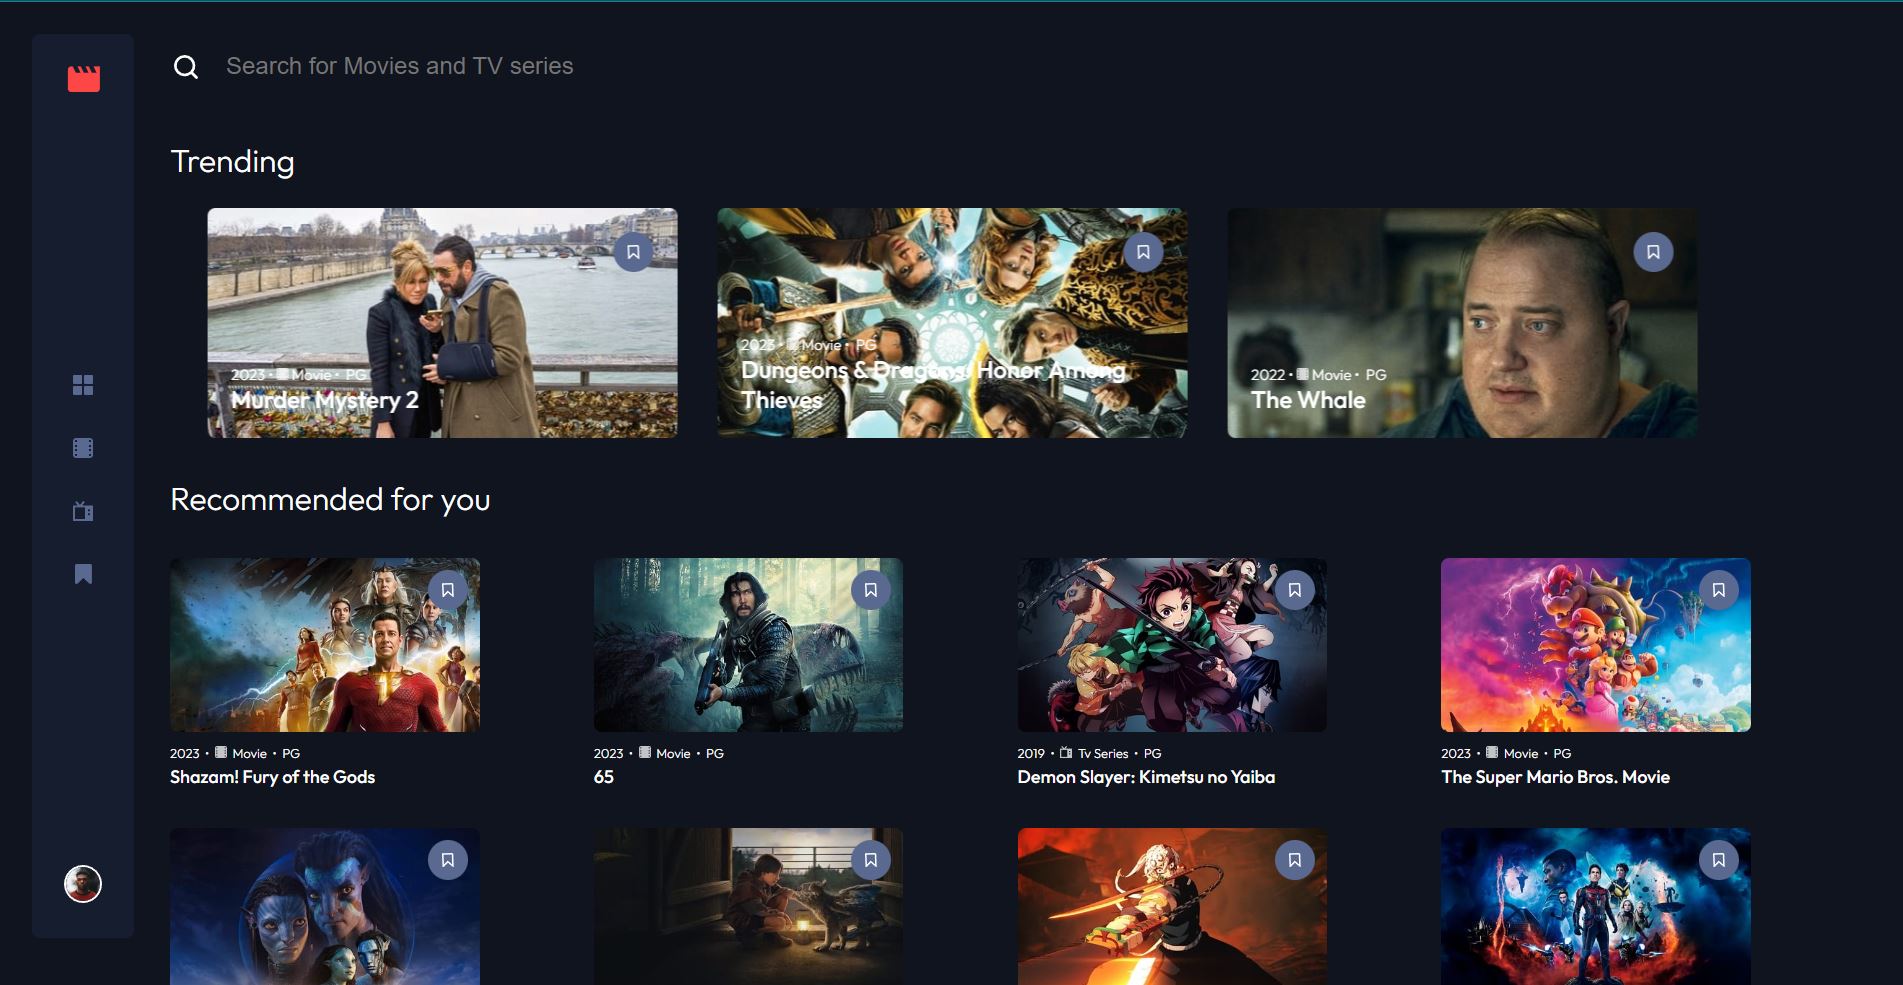 Search for Movies and TV series
Trending
2023 • Movie • PG
Murder Mystery 2
2023 • Movie • PG
Dungeons & Dragons: Honor Among
Thieves
2022 • Movie • PG
The Whale
Recommended for you
2023 • Movie • PG
Shazam! Fury of the Gods
2023 • Movie • PG
65
2019 • Tv Series • PG
Demon Slayer: Kimetsu no Yaiba
2023 • Movie • PG
The Super Mario Bros. Movie